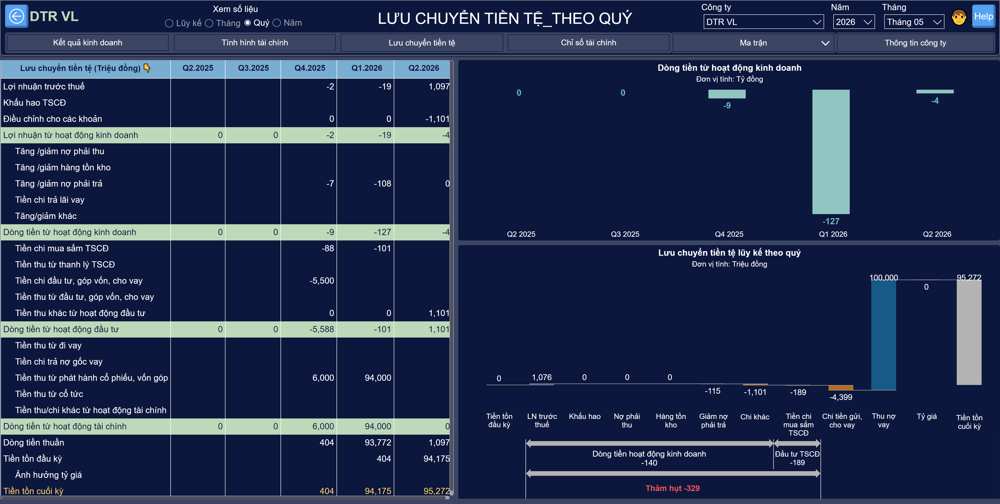 DTR VL
Xem số liệu
Lũy kế Tháng Quý Năm
LƯU CHUYỂN TIỀN TỆ_THEO QUÝ
Công ty Năm Tháng
DTR VL 2026 Tháng 05
Help
Kết quả kinh doanh Tình hình tài chính Lưu chuyển tiền tệ Chỉ số tài chính Ma trận Thông tin công ty
Lưu chuyển tiền tệ (Triệu đồng) Q2.2025 Q3.2025 Q4.2025 Q1.2026 Q2.2026
Lợi nhuận trước thuế -2 -19 1,097
Khấu hao TSCĐ
Điều chỉnh cho các khoản 0 0 -1,101
Lợi nhuận từ hoạt động kinh doanh 0 0 -2 -19 -4
Tăng /giảm nợ phải thu
Tăng /giảm hàng tồn kho
Tăng /giảm nợ phải trả -7 -108 0
Tiền chi trả lãi vay
Tăng/giảm khác
Dòng tiền từ hoạt động kinh doanh 0 0 -9 -127 -4
Tiền chi mua sắm TSCĐ -88 -101
Tiền thu từ thanh lý TSCĐ
Tiền chi đầu tư, góp vốn, cho vay -5,500
Tiền thu từ đầu tư, góp vốn, cho vay
Tiền thu khác từ hoạt động đầu tư 0 0 1,101
Dòng tiền từ hoạt động đầu tư 0 0 -5,588 -101 1,101
Tiền thu từ đi vay
Tiền chi trả nợ gốc vay
Tiền thu từ phát hành cổ phiếu, vốn góp 6,000 94,000
Tiền thu từ cổ tức
Tiền thu/chi khác từ hoạt động tài chính
Dòng tiền từ hoạt động tài chính 0 0 6,000 94,000 0
Dòng tiền thuần 404 93,772 1,097
Tiền tồn đầu kỳ 404 94,175
Ảnh hưởng tỷ giá
Tiền tồn cuối kỳ 404 94,175 95,272
Dòng tiền từ hoạt động kinh doanh
Đơn vị tính: Tỷ đồng
0 0 -9 -127 -4
Q2 2025 Q3 2025 Q4 2025 Q1 2026 Q2 2026
Lưu chuyển tiền tệ lũy kế theo quý
Đơn vị tính: Triệu đồng
0 1,076 0 0 0 -115 -1,101 -189 -4,399 100,000 0 95,272
Tiền tồn đầu kỳ
LN trước thuế
Khấu hao
Nợ phải thu
Hàng tồn kho
Giảm nợ phải trả
Chi khác
Tiền chi mua sắm TSCĐ
Chi tiền gửi, cho vay
Thu nợ vay
Tỷ giá
Tiền tồn cuối kỳ
Dòng tiền hoạt động kinh doanh
-140
Đầu tư TSCĐ
-189
Thâm hụt -329